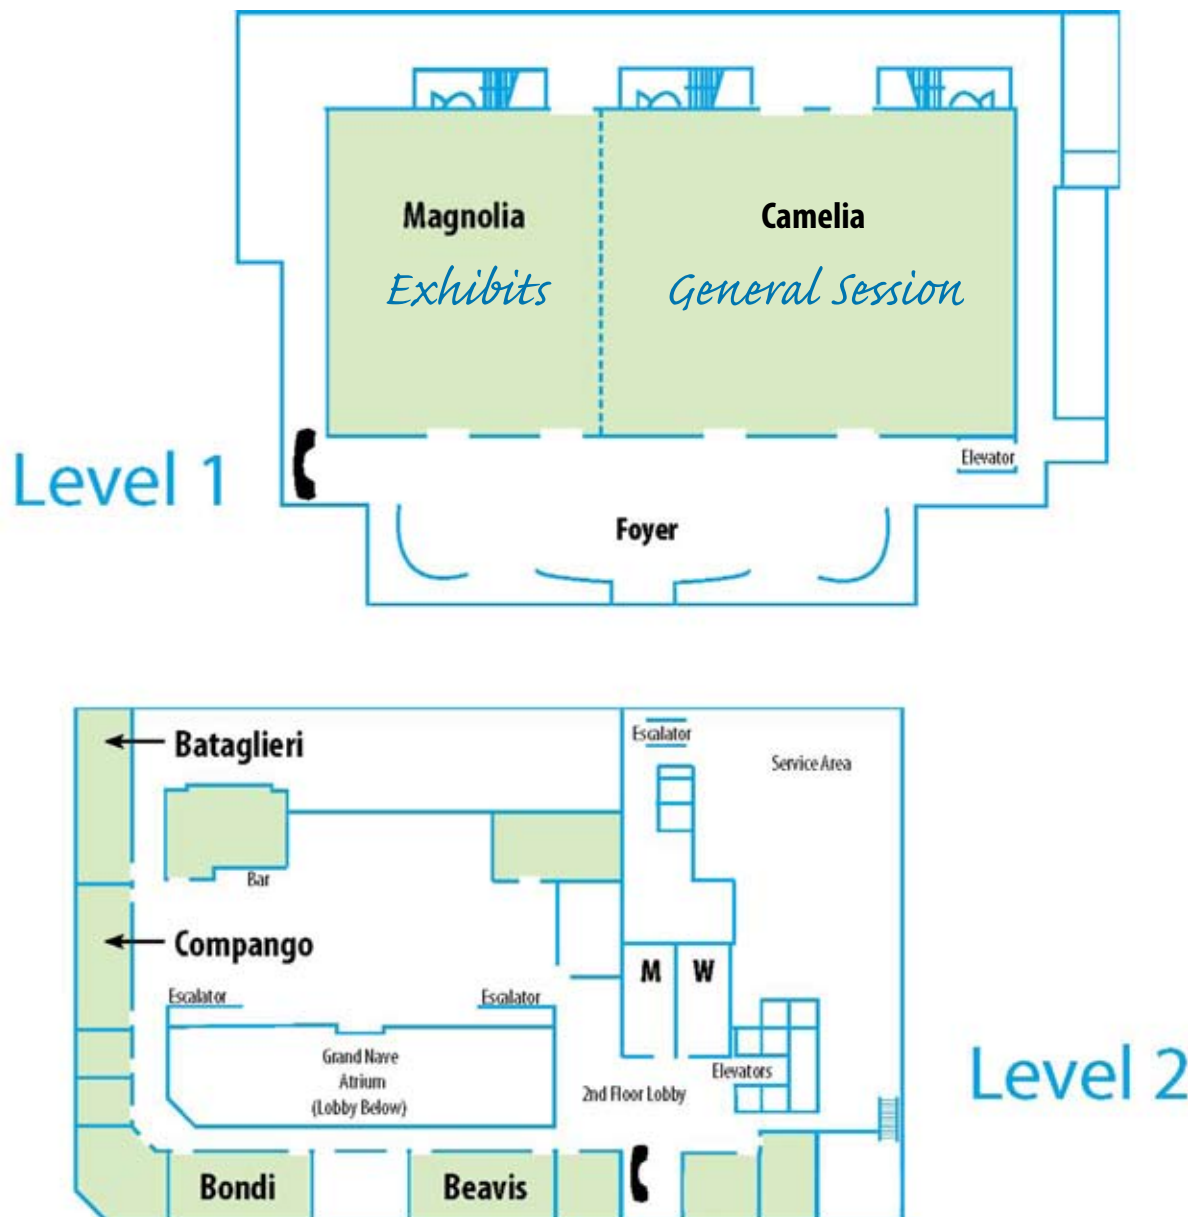 Magnolia
Camelia
Exhibits
General Session
Level 1
Elevator
Foyer
Bataglieri
Escalator
Service Area
Bar
Compango
M
W
Escalator
Escalator
Grand Nave
Atrium
(Lobby Below)
Elevators
2nd Floor Lobby
Level 2
Bondi
Beavis